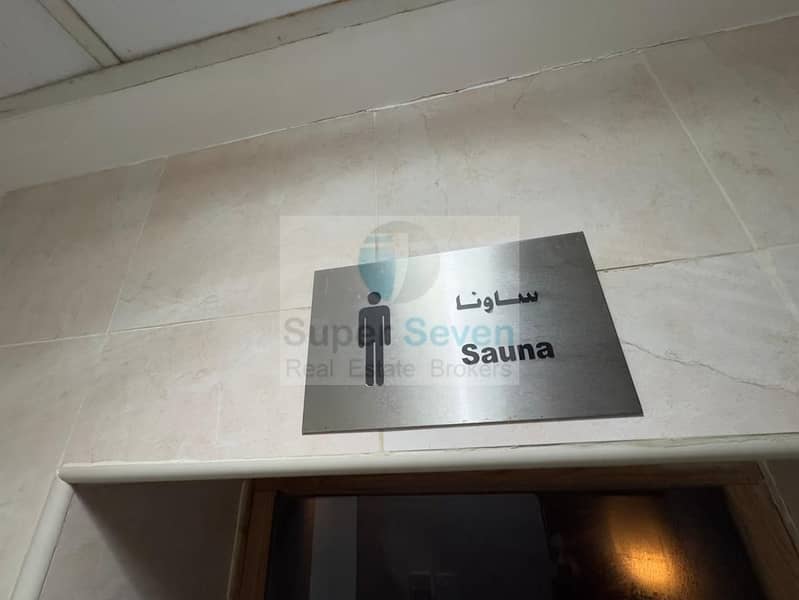 ساونا
Sauna
Super Seven
Real Estate Brokers